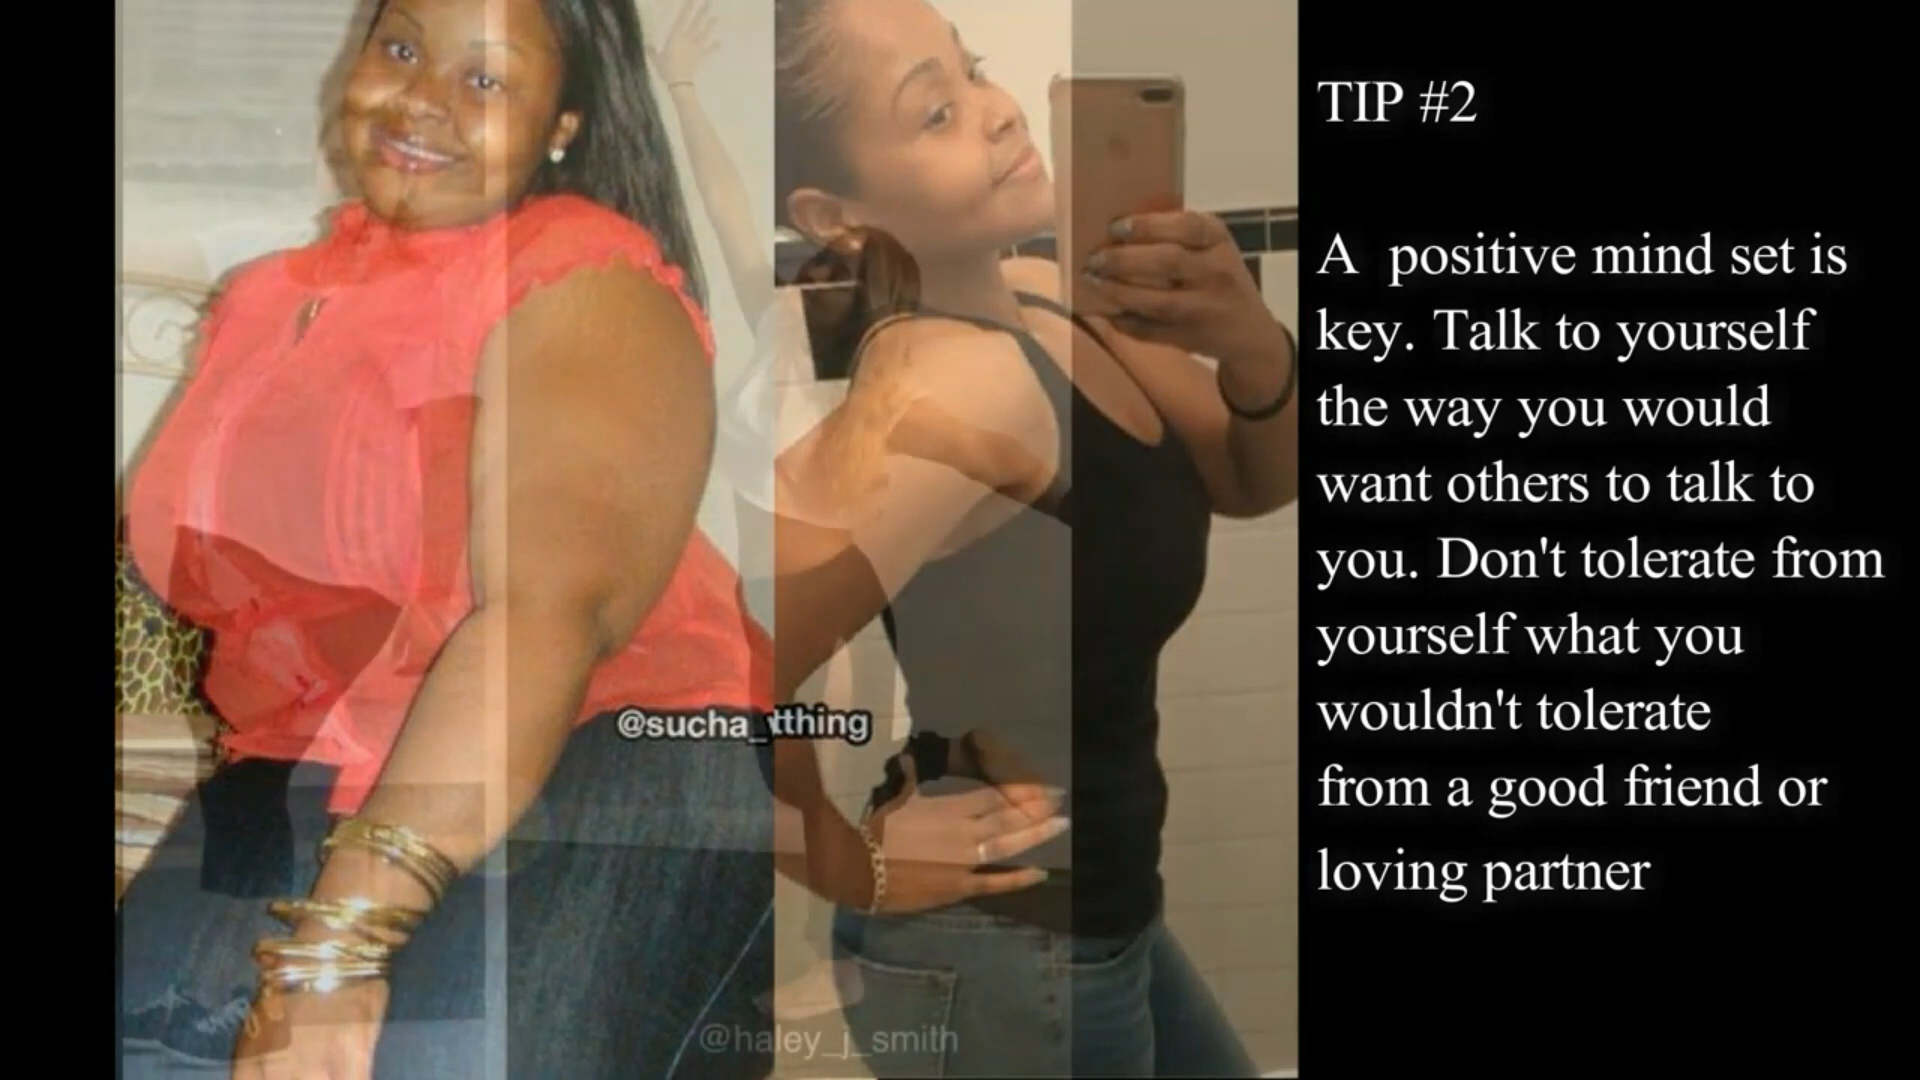 TIP #2
A positive mind set is
key. Talk to yourself
the way you would
want others to talk to
you. Don't tolerate from
yourself what you
wouldn't tolerate
from a good friend or
loving partner
@haley_j_smith